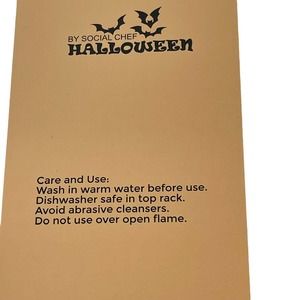 BY SOCIAL CHEF
HALLOWEEN
Care and Use:
Wash in warm water before use.
Dishwasher safe in top rack.
Avoid abrasive cleansers.
Do not use over open flame.